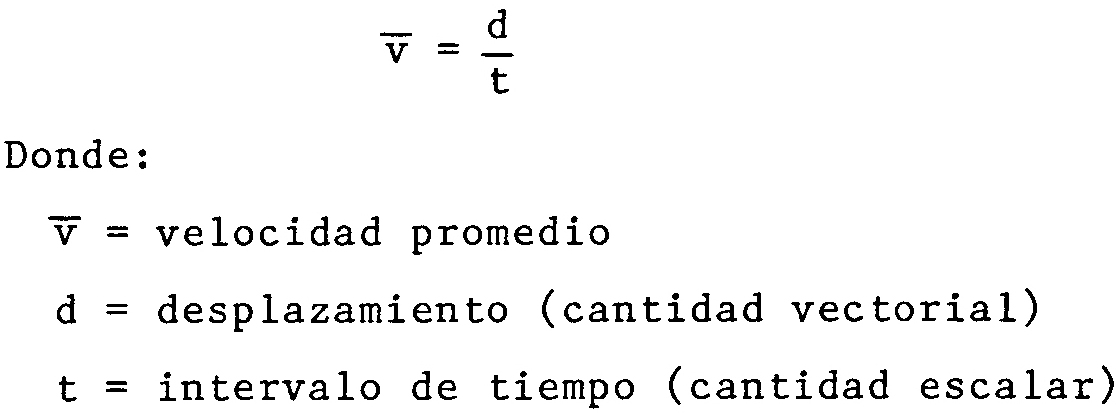 v̅ = d/t
Donde:
v̅ = velocidad promedio
d = desplazamiento (cantidad vectorial)
t = intervalo de tiempo (cantidad escalar)